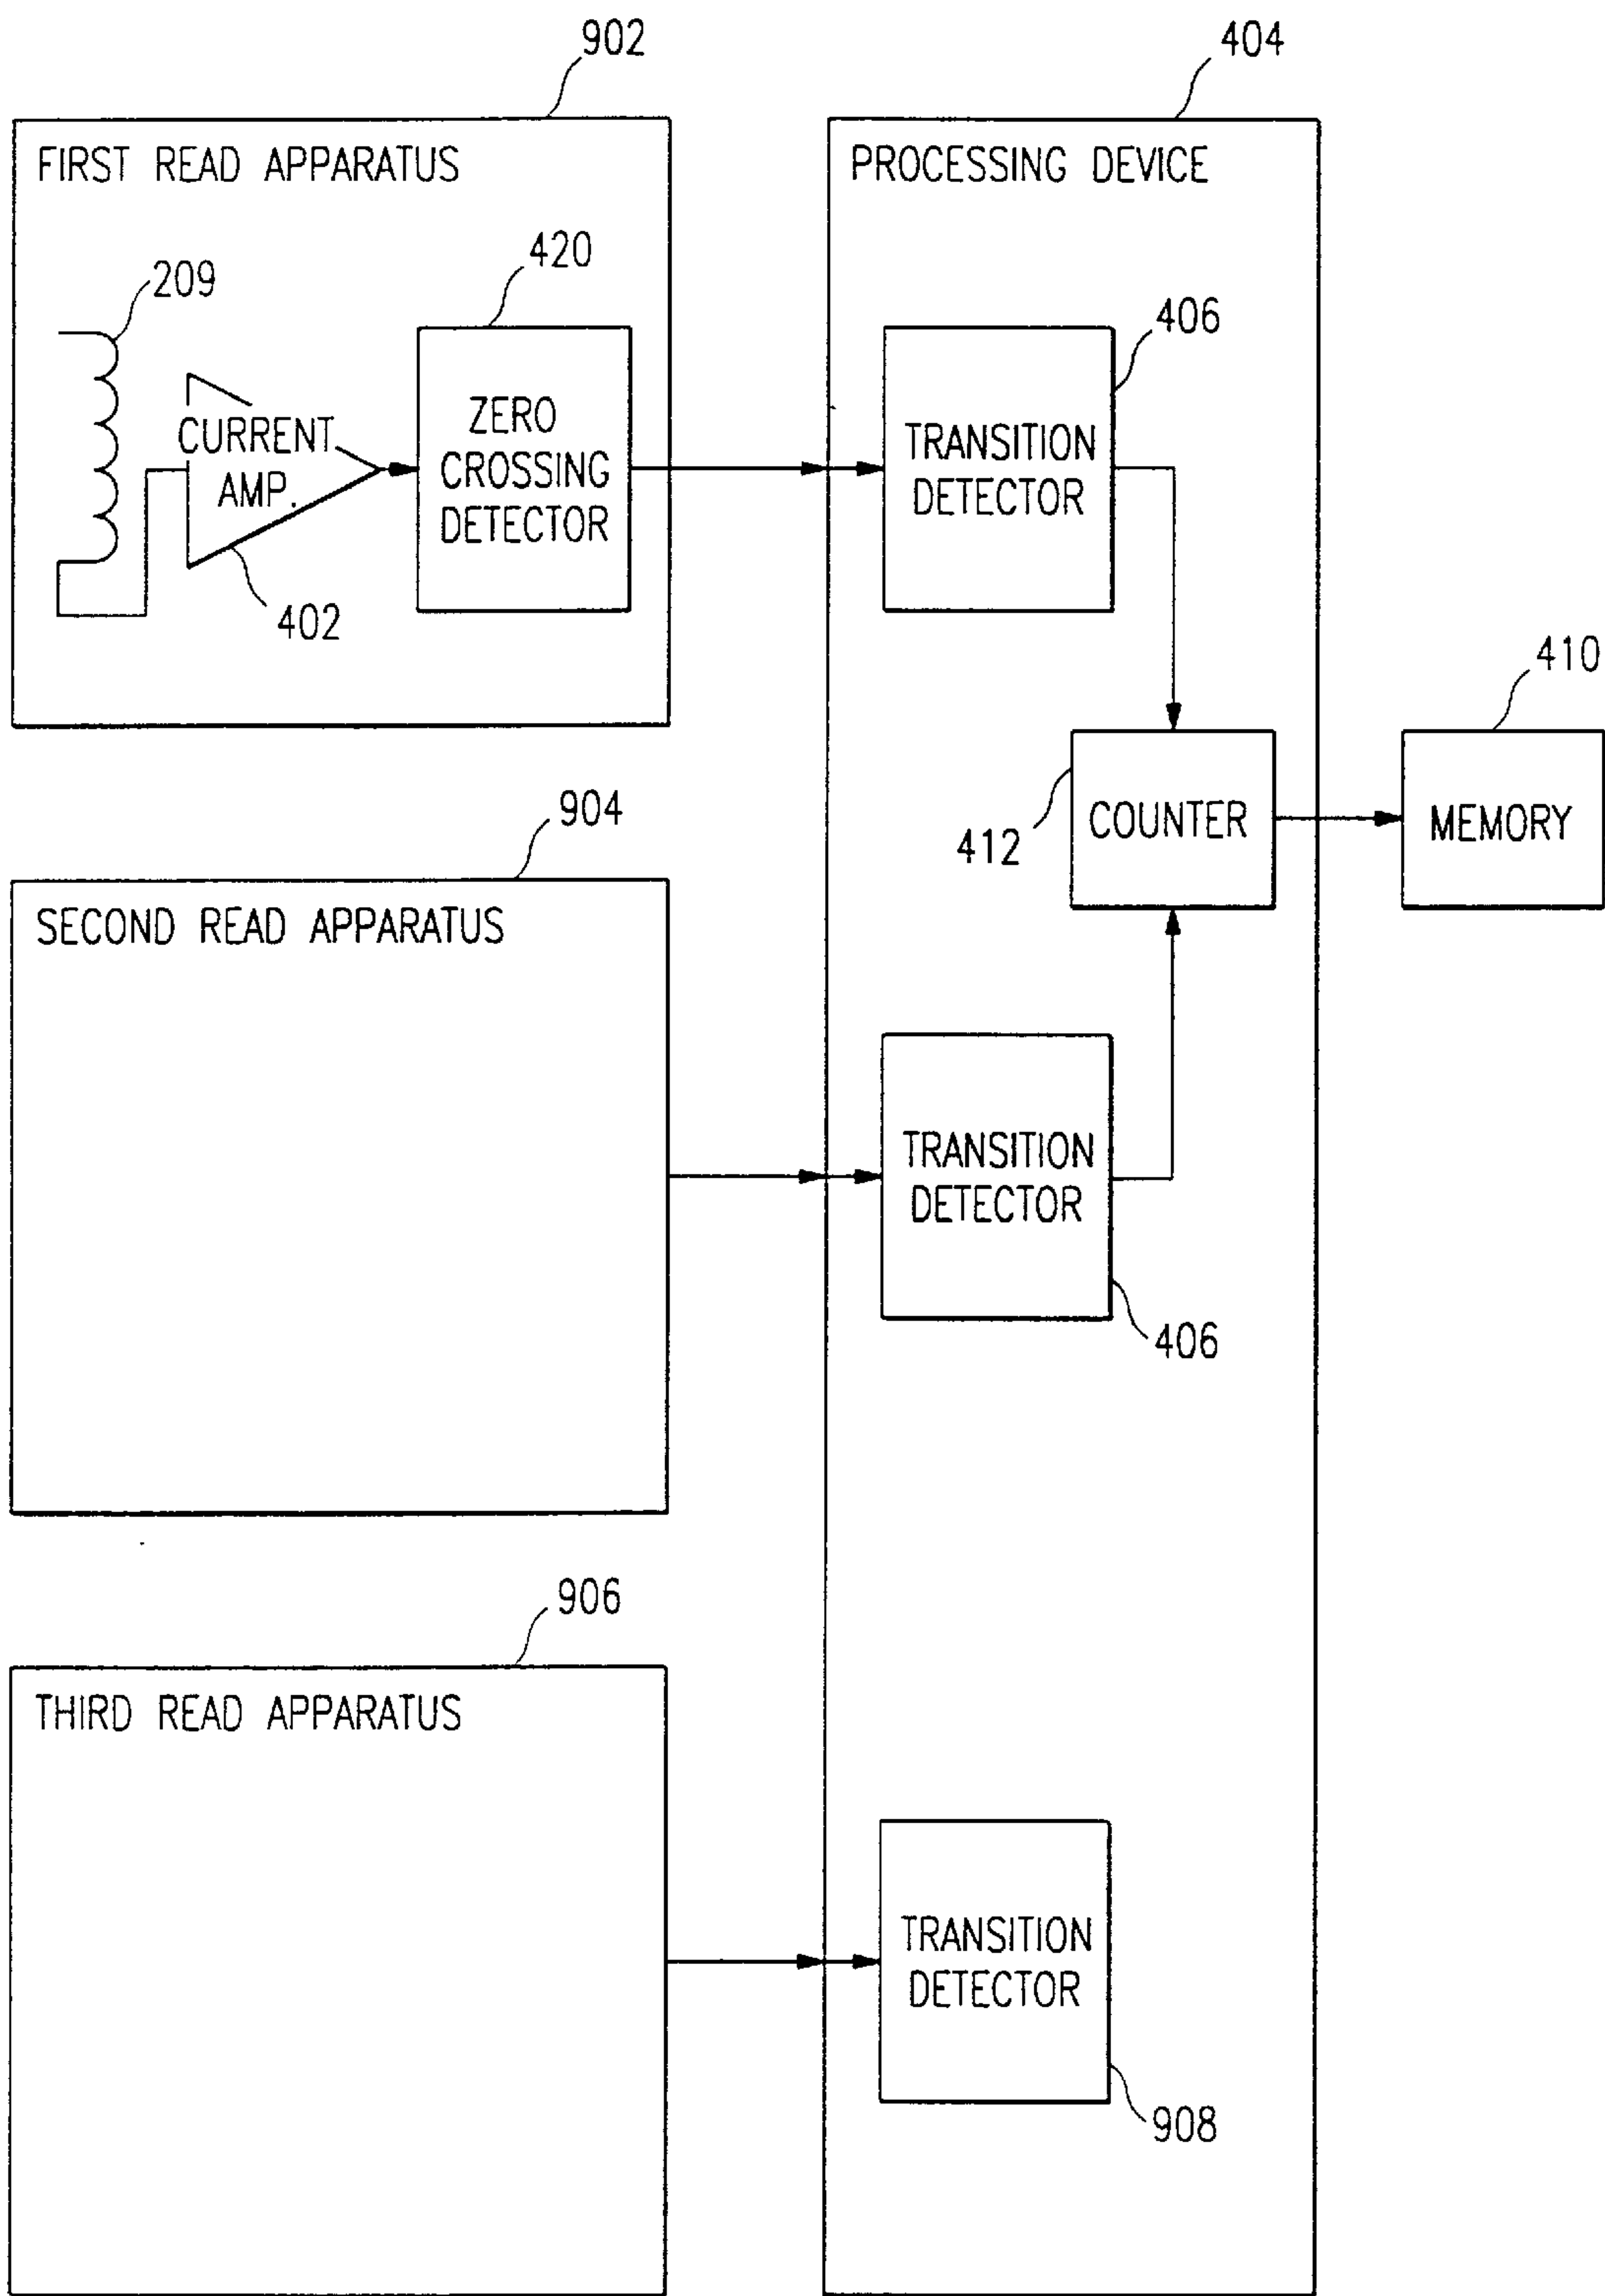 902
404
FIRST READ APPARATUS
PROCESSING DEVICE
420
209
406
CURRENT
AMP.
ZERO
CROSSING
DETECTOR
TRANSITION
DETECTOR
402
410
904
412
COUNTER
MEMORY
SECOND READ APPARATUS
TRANSITION
DETECTOR
406
906
THIRD READ APPARATUS
TRANSITION
DETECTOR
908